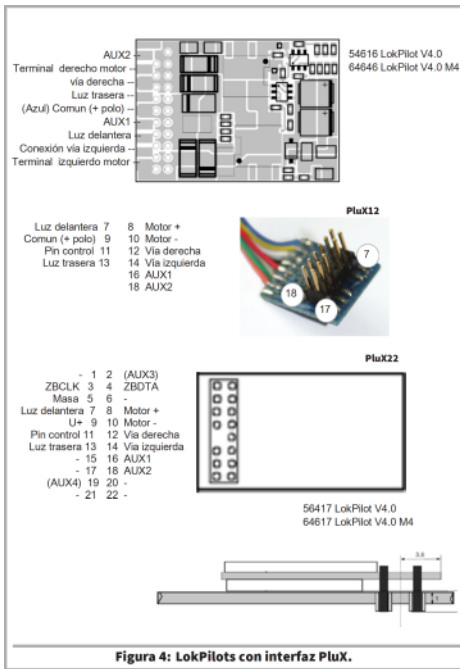 AUX2
Terminal derecho motor
vía derecha
Luz trasera
(Azul) Comun (+ polo)
AUX1
Luz delantera
Conexión vía izquierda
Terminal izquierdo motor
54616 LokPilot V4.0
64646 LokPilot V4.0 M4
PluX12
Luz delantera 7 8 Motor +
Comun (+ polo) 9 10 Motor -
Pin control 11 12 Vía derecha
Luz trasera 13 14 Vía izquierda
16 AUX1
18 AUX2
7
18
17
PluX22
- 1 2 (AUX3)
ZBCLK 3 4 ZBDTA
Masa 5 6 -
Luz delantera 7 8 Motor +
U+ 9 10 Motor -
Pin control 11 12 Via derecha
Luz trasera 13 14 Via izquierda
- 15 16 AUX1
- 17 18 AUX2
(AUX4) 19 20 -
- 21 22 -
56417 LokPilot V4.0
64617 LokPilot V4.0 M4
3,8
1
Figura 4: LokPilots con interfaz PluX.